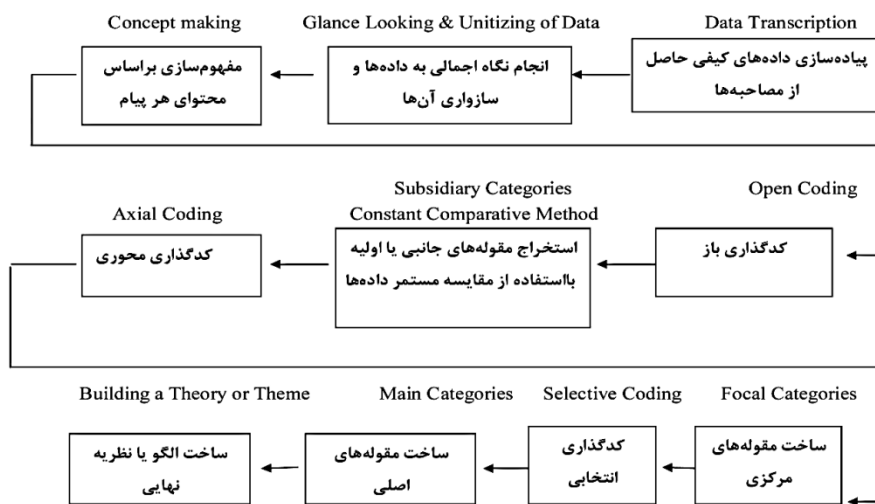 Data Transcription
پیاده‌سازی داده‌های کیفی حاصل
از مصاحبه‌ها
Glance Looking & Unitizing of Data
انجام نگاه اجمالی به داده‌ها و
سازواری آن‌ها
Concept making
مفهوم‌سازی براساس
محتوای هر پیام
Open Coding
کدگذاری باز
Subsidiary Categories
Constant Comparative Method
استخراج مقوله‌های جانبی یا اولیه
بااستفاده از مقایسه مستمر داده‌ها
Axial Coding
کدگذاری محوری
Focal Categories
ساخت مقوله‌های
مرکزی
Selective Coding
کدگذاری
انتخابی
Main Categories
ساخت مقوله‌های
اصلی
Building a Theory or Theme
ساخت الگو یا نظریه
نهایی